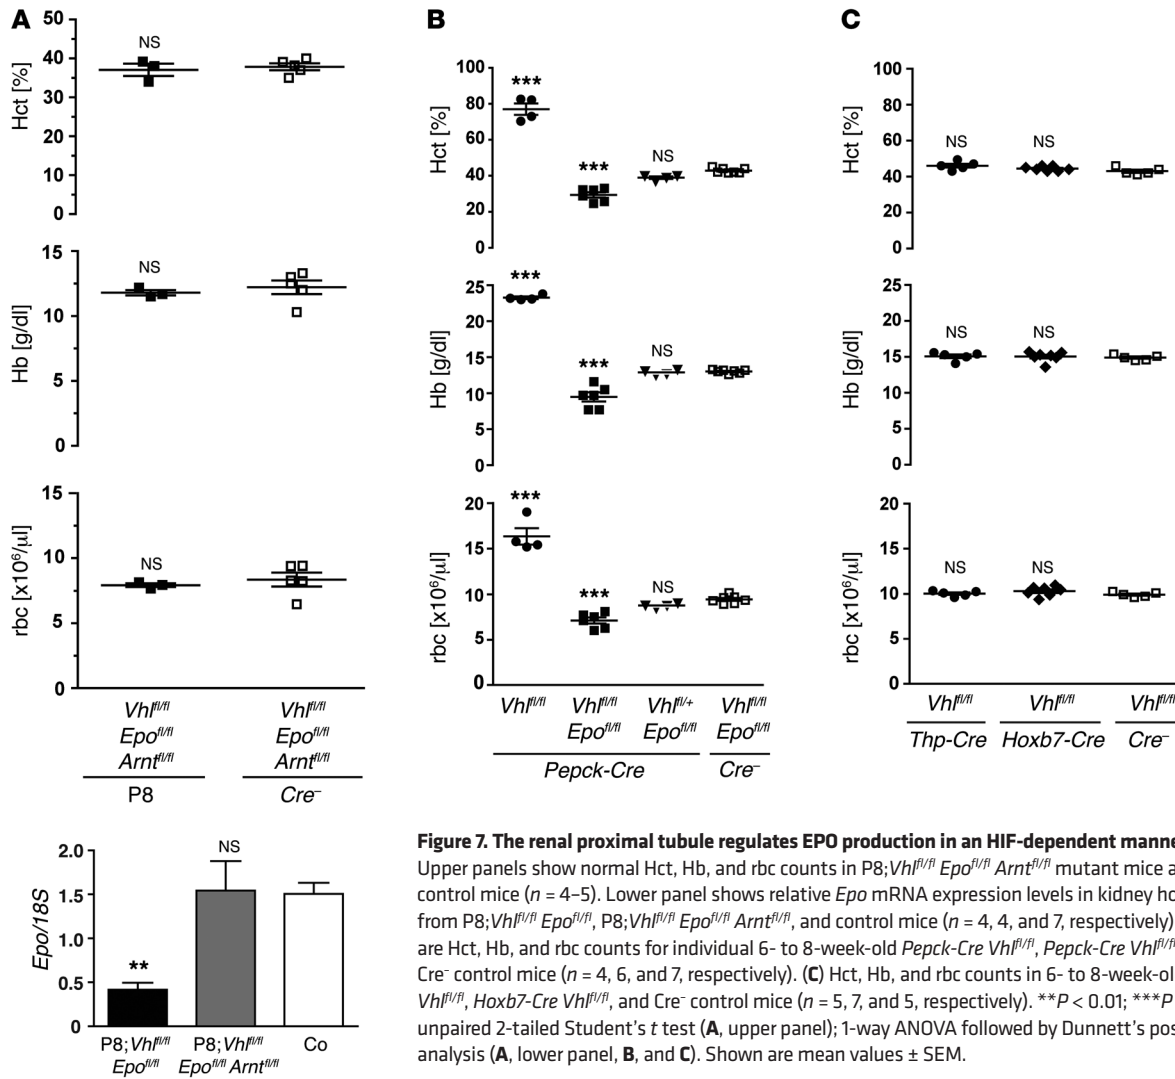 A
Hct [%]
50
40
30
20
10
0
NS
Hb [g/dl]
15
10
5
0
NS
rbc [x10⁶/µl]
15
10
5
0
NS
Vhl^fl/fl Vhl^fl/fl
Epo^fl/fl Epo^fl/fl
Arnt^fl/fl Arnt^fl/fl
P8 Cre⁻
Epo/18S
2.0
1.5
1.0
0.5
0
** NS
P8;Vhl^fl/fl P8;Vhl^fl/fl Co
Epo^fl/fl Epo^fl/fl Arnt^fl/fl
B
Hct [%]
100
80
60
40
20
0
*** *** NS
Hb [g/dl]
25
20
15
10
5
0
*** *** NS
rbc [x10⁶/µl]
20
15
10
5
0
*** *** NS
Vhl^fl/fl Vhl^fl/fl Vhl^fl/+ Vhl^fl/fl
Epo^fl/fl Epo^fl/fl Epo^fl/fl
Pepck-Cre Cre⁻
C
Hct [%]
100
80
60
40
20
0
NS NS
Hb [g/dl]
25
20
15
10
5
0
NS NS
rbc [x10⁶/µl]
20
15
10
5
0
NS NS
Vhl^fl/fl Vhl^fl/fl Vhl^fl/fl
Thp-Cre Hoxb7-Cre Cre⁻
Figure 7. The renal proximal tubule regulates EPO production in an HIF-dependent manne
Upper panels show normal Hct, Hb, and rbc counts in P8;Vhl^fl/fl Epo^fl/fl Arnt^fl/fl mutant mice a
control mice (n = 4–5). Lower panel shows relative Epo mRNA expression levels in kidney ho
from P8;Vhl^fl/fl Epo^fl/fl, P8;Vhl^fl/fl Epo^fl/fl Arnt^fl/fl, and control mice (n = 4, 4, and 7, respectively)
are Hct, Hb, and rbc counts for individual 6- to 8-week-old Pepck-Cre Vhl^fl/fl, Pepck-Cre Vhl^fl/fl
Cre⁻ control mice (n = 4, 6, and 7, respectively). (C) Hct, Hb, and rbc counts in 6- to 8-week-ol
Vhl^fl/fl, Hoxb7-Cre Vhl^fl/fl, and Cre⁻ control mice (n = 5, 7, and 5, respectively). **P < 0.01; ***P
unpaired 2-tailed Student's t test (A, upper panel); 1-way ANOVA followed by Dunnett's pos
analysis (A, lower panel, B, and C). Shown are mean values ± SEM.